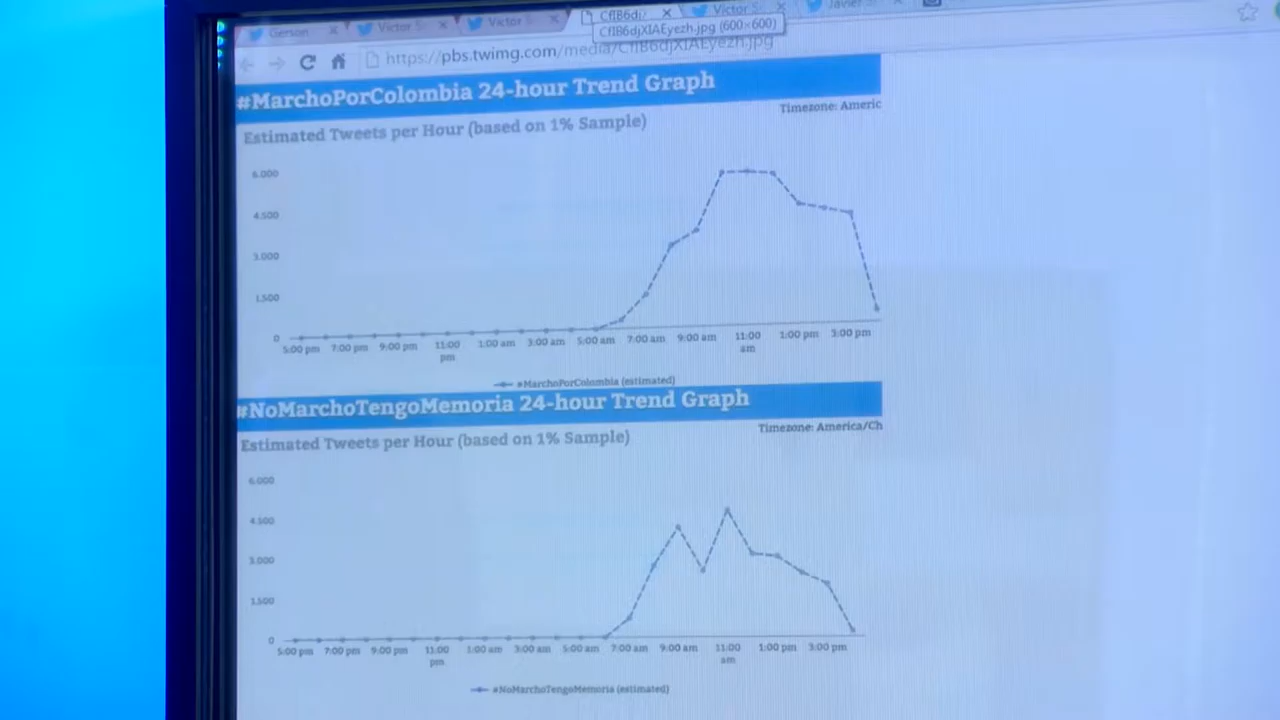 Gerson
Victor S
Victor
CfIB6dj
Victor S
Javier
CfIB6djXIAEyezh.jpg (600×600)
https://pbs.twimg.com/media/CfIB6djXIAEyezh.jpg
#MarchoPorColombia 24-hour Trend Graph
Timezone: Americ
Estimated Tweets per Hour (based on 1% Sample)
6.000
4.500
3.000
1.500
0
5:00 pm 7:00 pm 9:00 pm 11:00 pm 1:00 am 3:00 am 5:00 am 7:00 am 9:00 am 11:00 am 1:00 pm 3:00 pm
#MarchoPorColombia (estimated)
#NoMarchoTengoMemoria 24-hour Trend Graph
Timezone: America/Ch
Estimated Tweets per Hour (based on 1% Sample)
6.000
4.500
3.000
1.500
0
5:00 pm 7:00 pm 9:00 pm 11:00 pm 1:00 am 3:00 am 5:00 am 7:00 am 9:00 am 11:00 am 1:00 pm 3:00 pm
#NoMarchoTengoMemoria (estimated)